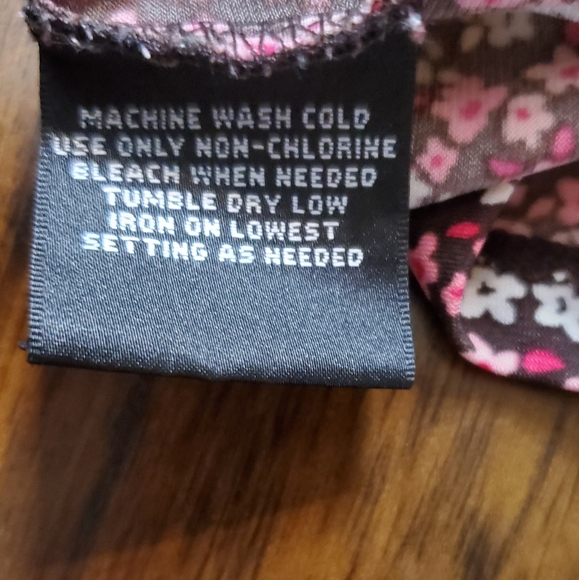 MACHINE WASH COLD
USE ONLY NON-CHLORINE
BLEACH WHEN NEEDED
TUMBLE DRY LOW
IRON ON LOWEST
SETTING AS NEEDED